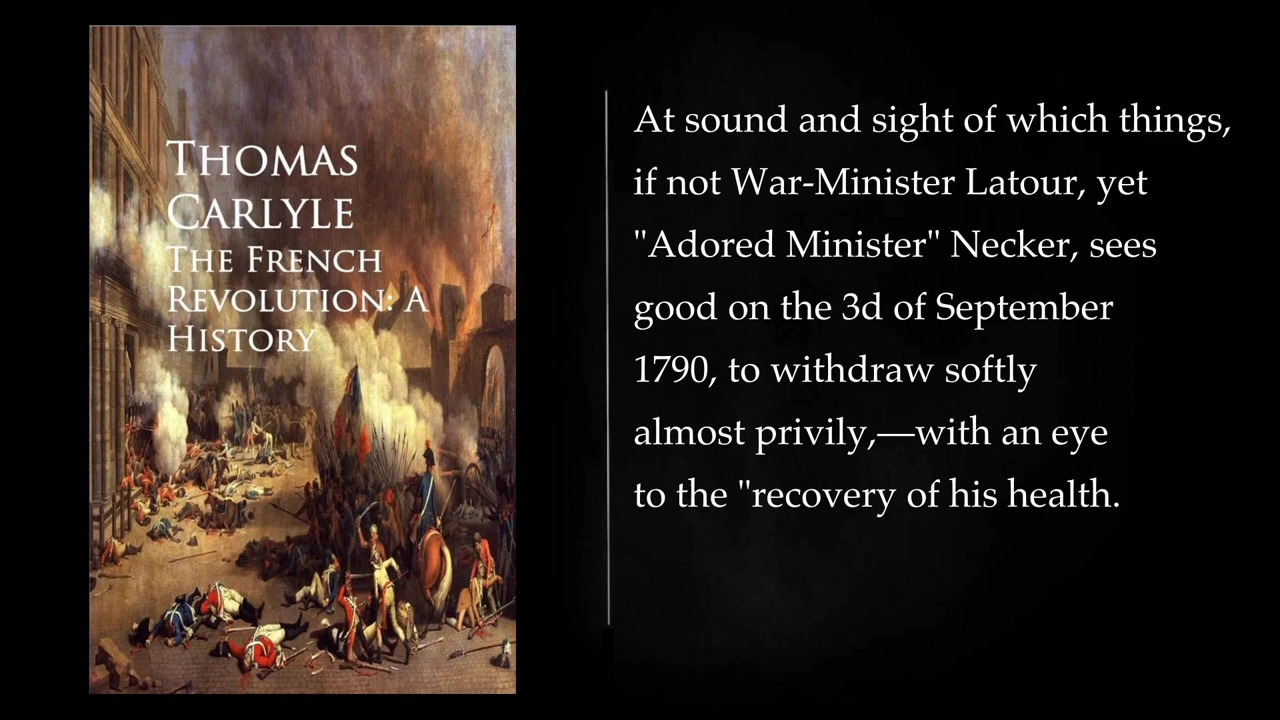 THOMAS
CARLYLE
THE FRENCH
REVOLUTION: A
HISTORY
At sound and sight of which things,
if not War-Minister Latour, yet
"Adored Minister" Necker, sees
good on the 3d of September
1790, to withdraw softly
almost privily,—with an eye
to the "recovery of his health.